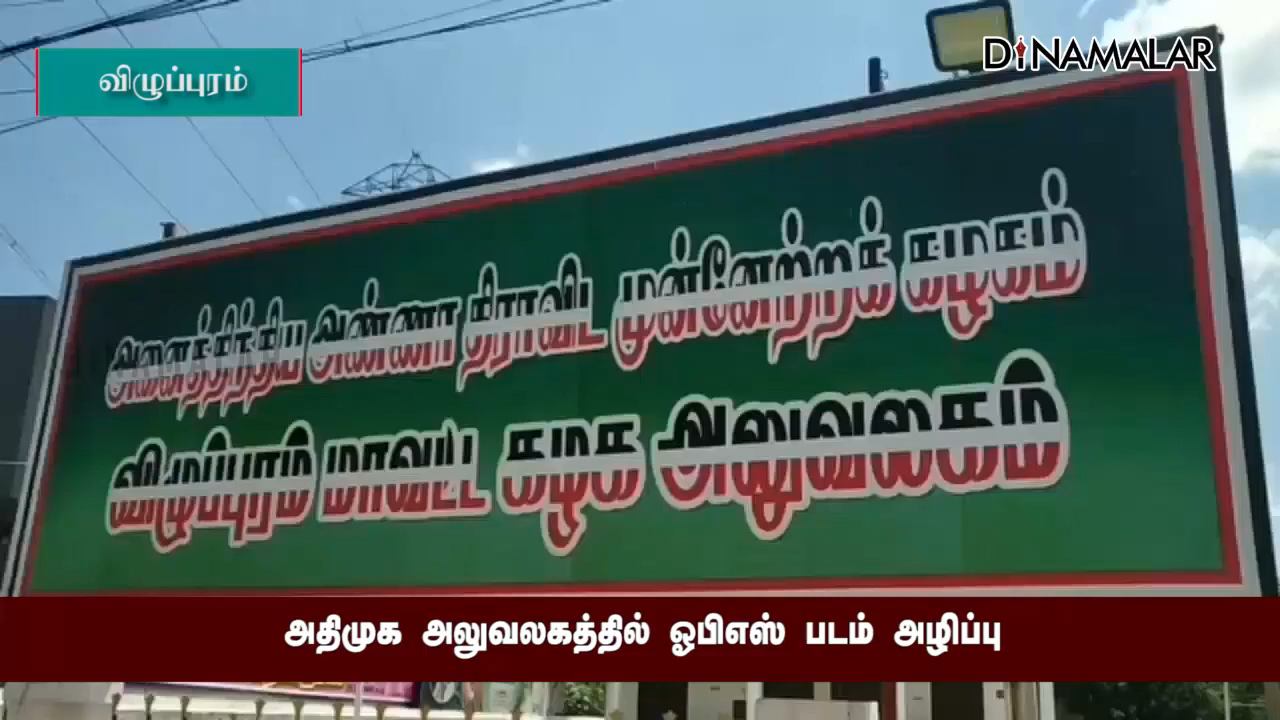 விழுப்புரம்
DINAMALAR
அனைத்திந்திய அண்ணா திராவிட முன்னேற்றக் கழகம்
விழுப்புரம் மாவட்ட கழக அலுவலகம்
அதிமுக அலுவலகத்தில் ஓபிஎஸ் படம் அழிப்பு